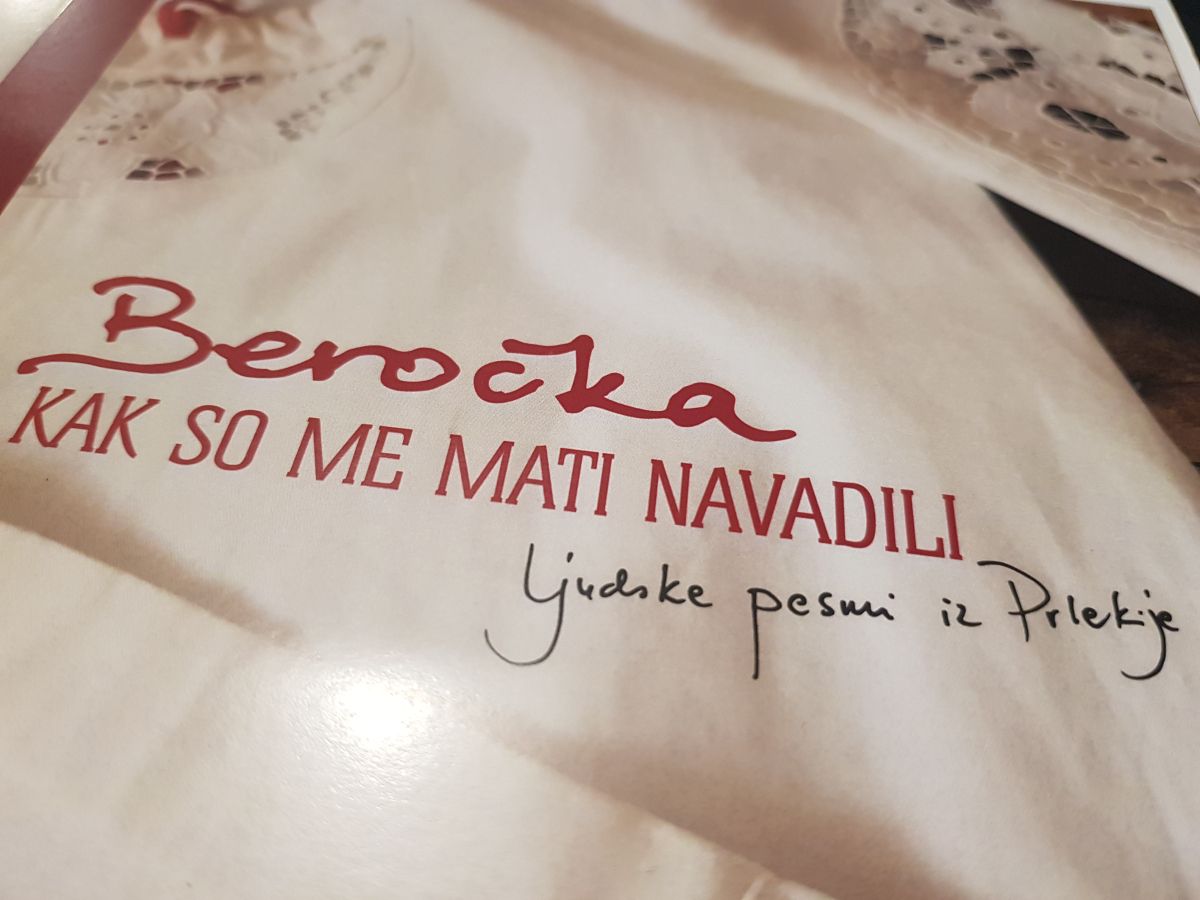 Beročka
KAK SO ME MATI NAVADILI
ljudske pesmi iz Prlekije